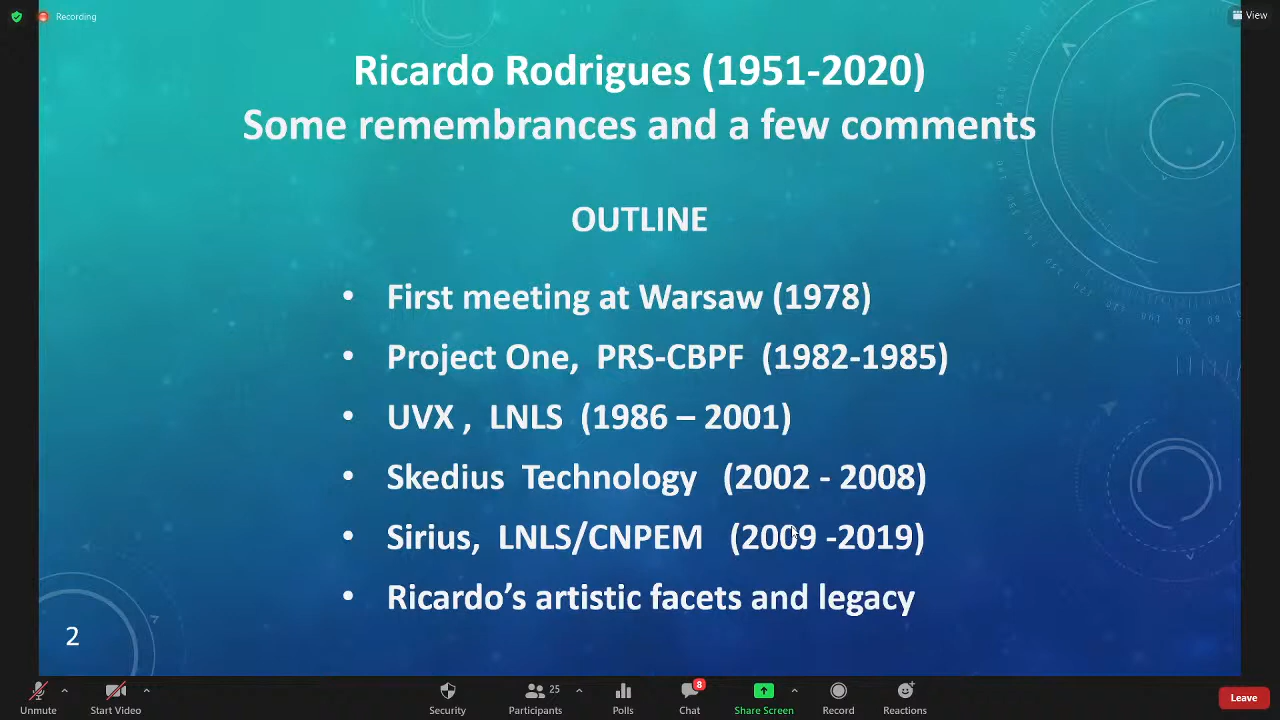 Recording
View
Ricardo Rodrigues (1951-2020)
Some remembrances and a few comments
OUTLINE
• First meeting at Warsaw (1978)
• Project One, PRS-CBPF (1982-1985)
• UVX , LNLS (1986 – 2001)
• Skedius Technology (2002 - 2008)
• Sirius, LNLS/CNPEM (2009 -2019)
• Ricardo’s artistic facets and legacy
2
Unmute
Start Video
Security
Participants 25
Polls
Chat 8
Share Screen
Record
Reactions
Leave